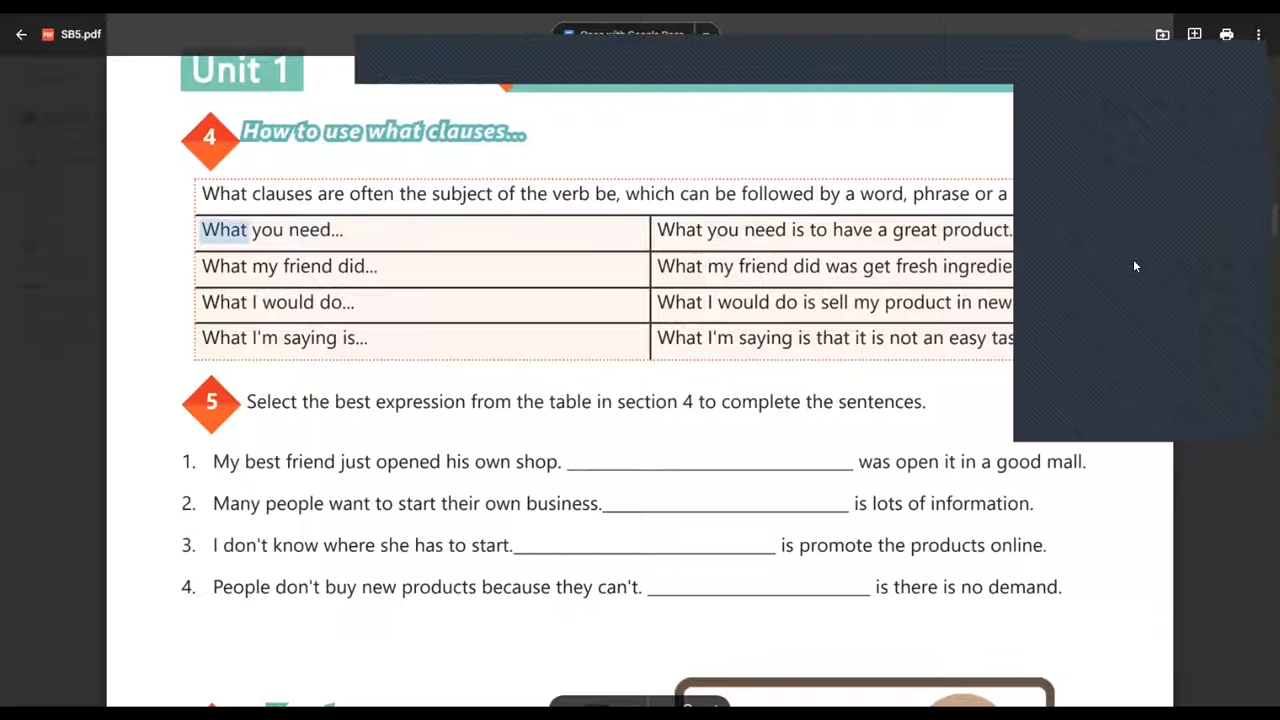 SB5.pdf
Unit 1
4 How to use what clauses...
What clauses are often the subject of the verb be, which can be followed by a word, phrase or a
What you need... What you need is to have a great product.
What my friend did... What my friend did was get fresh
What I would do... What I would do is sell my product in new
What I'm saying is... What I'm saying is that it is not an easy
5 Select the best expression from the table in section 4 to complete the sentences.
1. My best friend just opened his own shop. __________________________ was open it in a good mall.
2. Many people want to start their own business.______________________ is lots of information.
3. I don't know where she has to start.________________________ is promote the products online.
4. People don't buy new products because they can't. ____________________ is there is no demand.